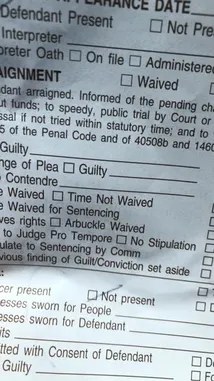 PEARANCE DATE
Defendant Present ☐ Not Pre
Interpreter
preter Oath ☐ On file ☐ Administered
AIGNMENT ☐ Waived
dant arraigned. Informed of the pending ch
ut funds; to speedy, public trial by Court or
ssal if not tried within statutory time; and to
5 of the Penal Code and of 40508b and 1460
Guilty
nge of Plea ☐ Guilty
Contendre
e Waived ☐ Time Not Waived
e Waived for Sentencing
ves rights ☐ Arbuckle Waived
to Judge Pro Tempore ☐ No Stipulation
ulate to Sentencing by Comm
vious finding of Guilt/Conviction set aside ☐
:
cer present ☐ Not present
esses sworn for People
esses sworn for Defendant
its
tted with Consent of Defendant
Guilty